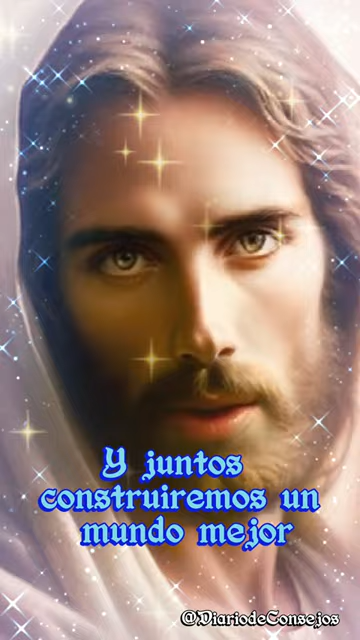 Y juntos
construiremos un
mundo mejor
@DiariodeConsejos